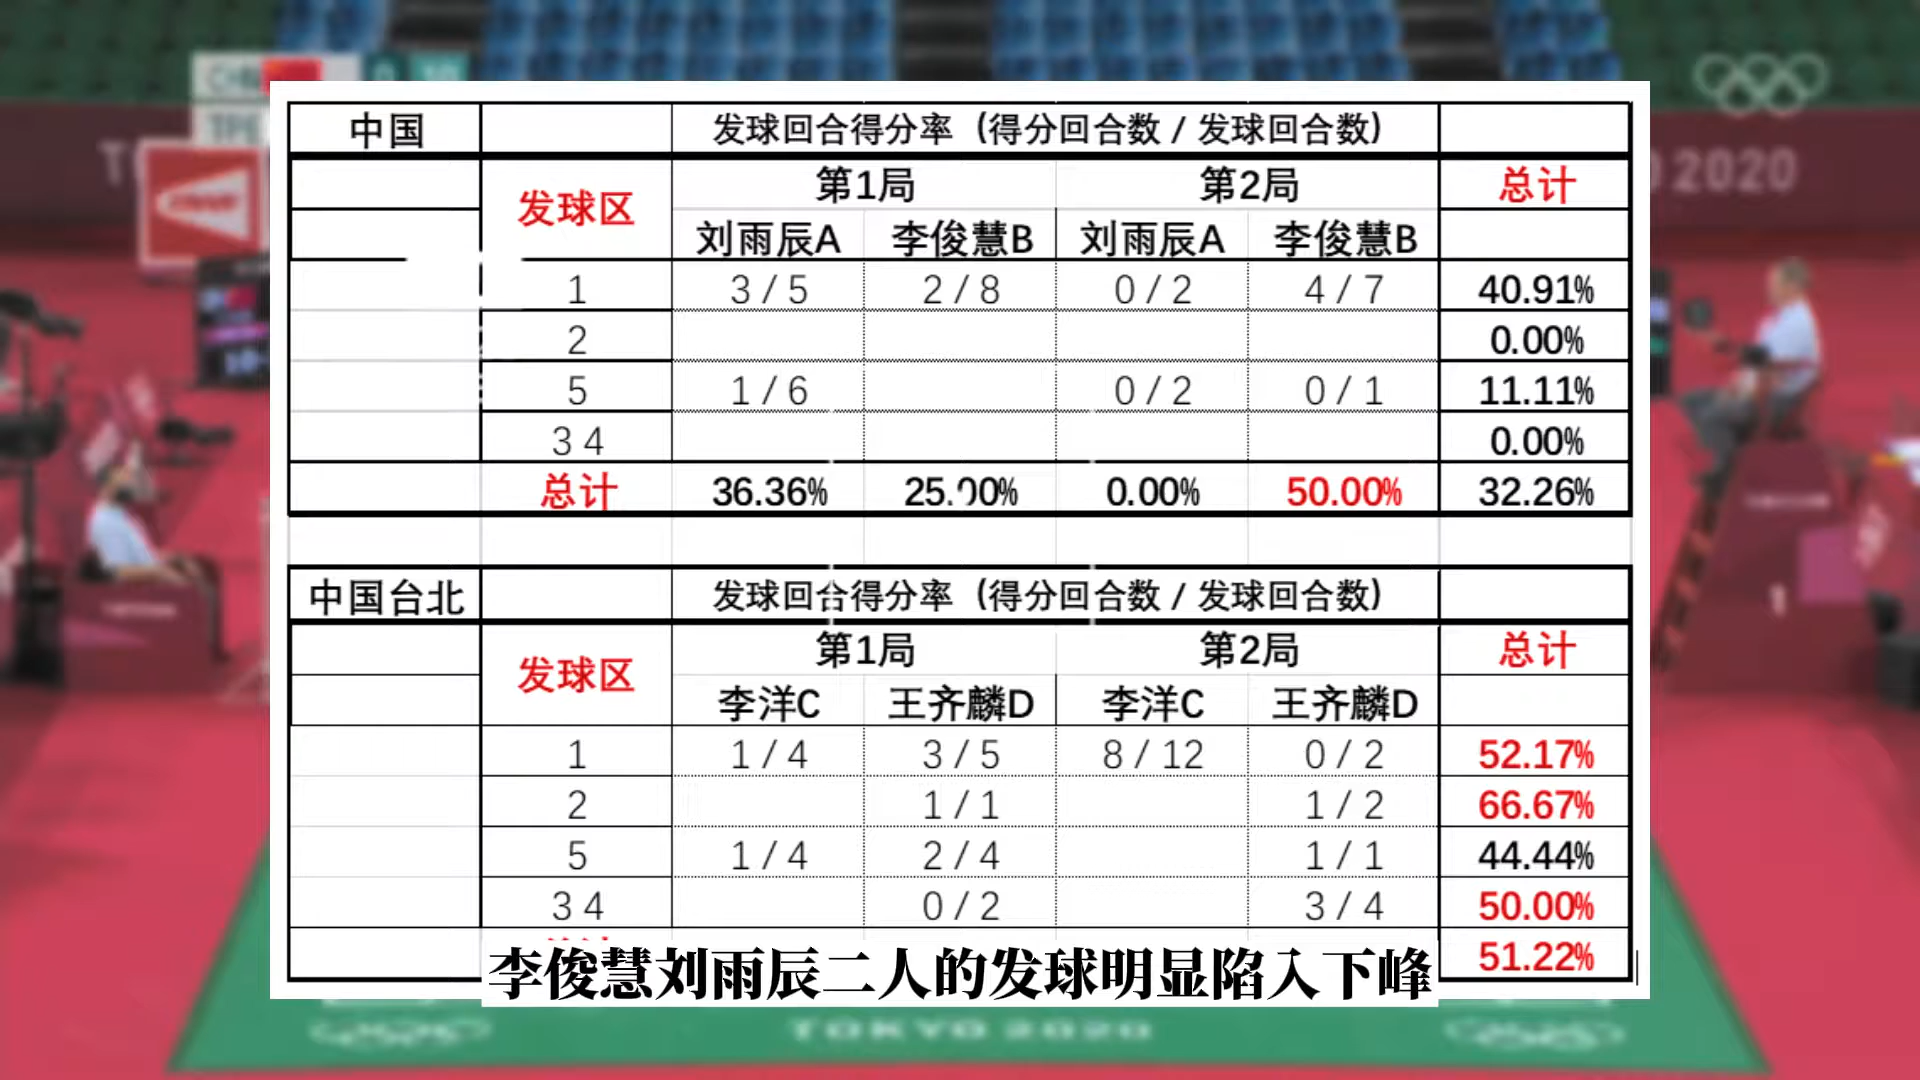 CHN 0 10
TPE
2020
中国 发球回合得分率（得分回合数 / 发球回合数）
发球区 第1局 第2局 总计
刘雨辰A 李俊慧B 刘雨辰A 李俊慧B
1 3 / 5 2 / 8 0 / 2 4 / 7 40.91%
2 0.00%
5 1 / 6 0 / 2 0 / 1 11.11%
3 4 0.00%
总计 36.36% 25.00% 0.00% 50.00% 32.26%
中国台北 发球回合得分率（得分回合数 / 发球回合数）
发球区 第1局 第2局 总计
李洋C 王齐麟D 李洋C 王齐麟D
1 1 / 4 3 / 5 8 / 12 0 / 2 52.17%
2 1 / 1 1 / 2 66.67%
5 1 / 4 2 / 4 1 / 1 44.44%
3 4 0 / 2 3 / 4 50.00%
51.22%
李俊慧刘雨辰二人的发球明显陷入下峰
TOKYO 2020